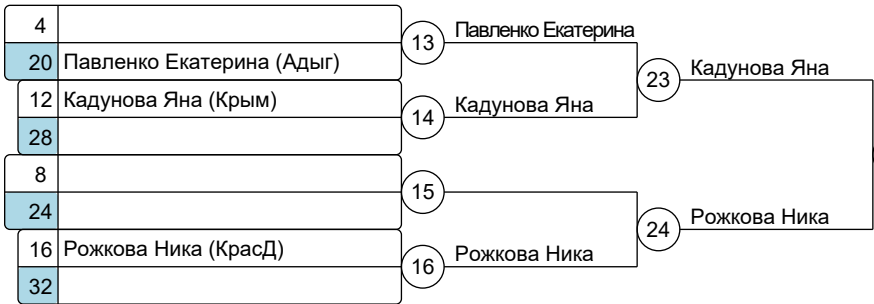 4
13
Павленко Екатерина
20 Павленко Екатерина (Адыг)
23
Кадунова Яна
12 Кадунова Яна (Крым)
14
Кадунова Яна
28
8
15
24
24
Рожкова Ника
16 Рожкова Ника (КрасД)
16
Рожкова Ника
32